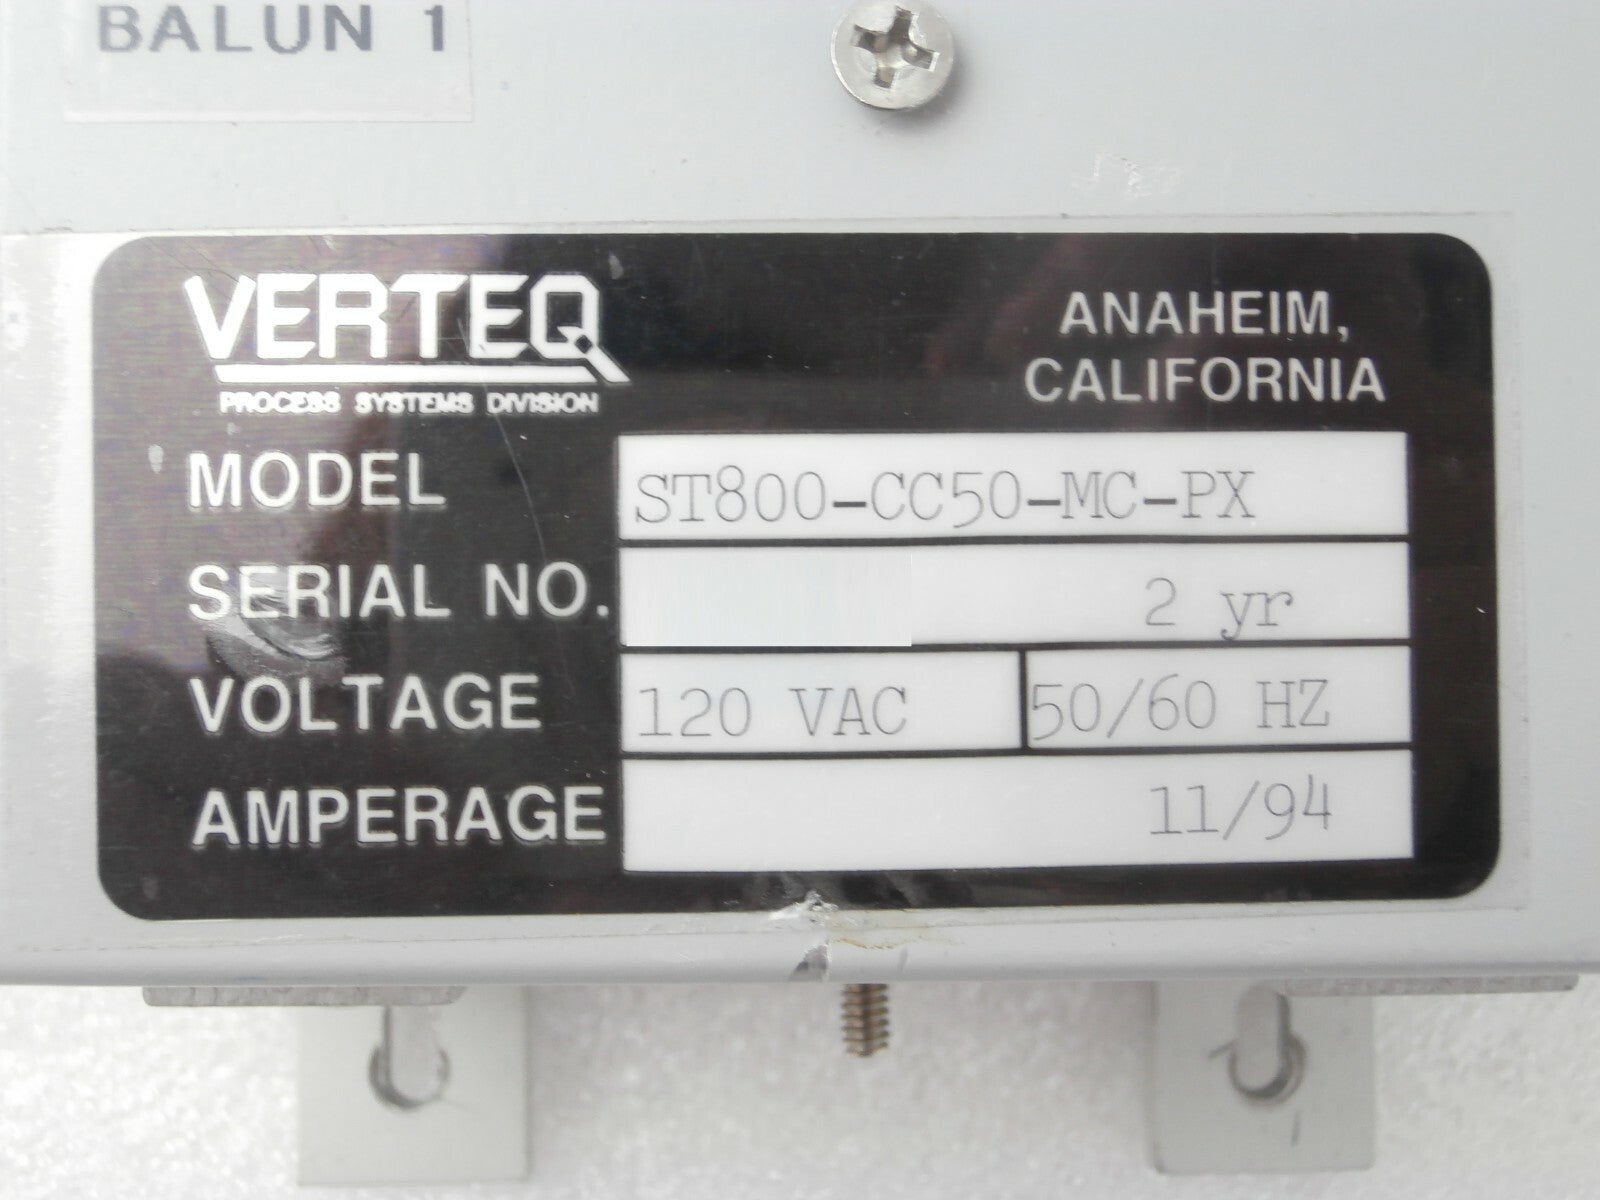 BALUN 1
VERTEQ
PROCESS SYSTEMS DIVISION
ANAHEIM,
CALIFORNIA
MODEL ST800-CC50-MC-PX
SERIAL NO. 2 yr
VOLTAGE 120 VAC 50/60 HZ
AMPERAGE 11/94